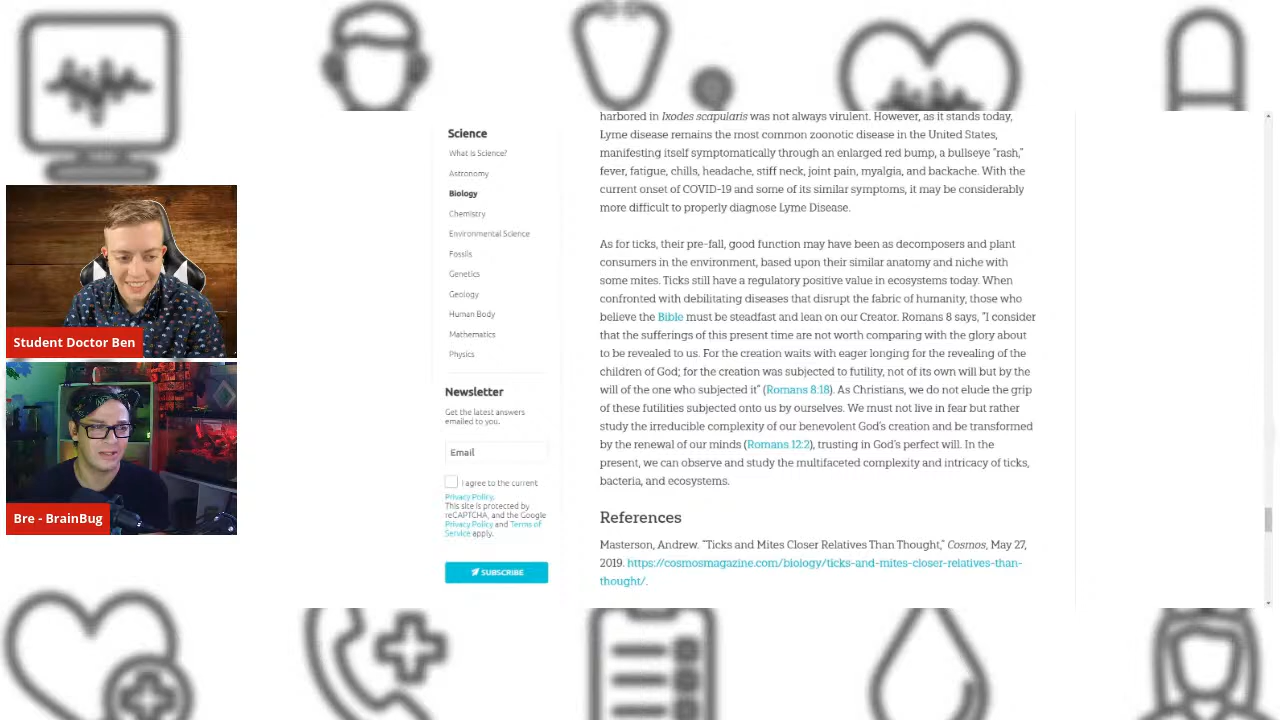 Student Doctor Ben
Bre - BrainBug
Science
What Is Science?
Astronomy
Biology
Chemistry
Environmental Science
Fossils
Genetics
Geology
Human Body
Mathematics
Physics
Newsletter
Get the latest answers
emailed to you.
Email
I agree to the current
Privacy Policy.
This site is protected by
reCAPTCHA, and the Google
Privacy Policy and Terms of
Service apply.
SUBSCRIBE
harbored in Ixodes scapularis was not always virulent. However, as it stands today,
Lyme disease remains the most common zoonotic disease in the United States,
manifesting itself symptomatically through an enlarged red bump, a bullseye “rash,”
fever, fatigue, chills, headache, stiff neck, joint pain, myalgia, and backache. With the
current onset of COVID-19 and some of its similar symptoms, it may be considerably
more difficult to properly diagnose Lyme Disease.
As for ticks, their pre-fall, good function may have been as decomposers and plant
consumers in the environment, based upon their similar anatomy and niche with
some mites. Ticks still have a regulatory positive value in ecosystems today. When
confronted with debilitating diseases that disrupt the fabric of humanity, those who
believe the Bible must be steadfast and lean on our Creator. Romans 8 says, “I consider
that the sufferings of this present time are not worth comparing with the glory about
to be revealed to us. For the creation waits with eager longing for the revealing of the
children of God; for the creation was subjected to futility, not of its own will but by the
will of the one who subjected it” (Romans 8:18). As Christians, we do not elude the grip
of these futilities subjected onto us by ourselves. We must not live in fear but rather
study the irreducible complexity of our benevolent God’s creation and be transformed
by the renewal of our minds (Romans 12:2), trusting in God’s perfect will. In the
present, we can observe and study the multifaceted complexity and intricacy of ticks,
bacteria, and ecosystems.
References
Masterson, Andrew. “Ticks and Mites Closer Relatives Than Thought,” Cosmos, May 27,
2019. https://cosmosmagazine.com/biology/ticks-and-mites-closer-relatives-than-
thought/.